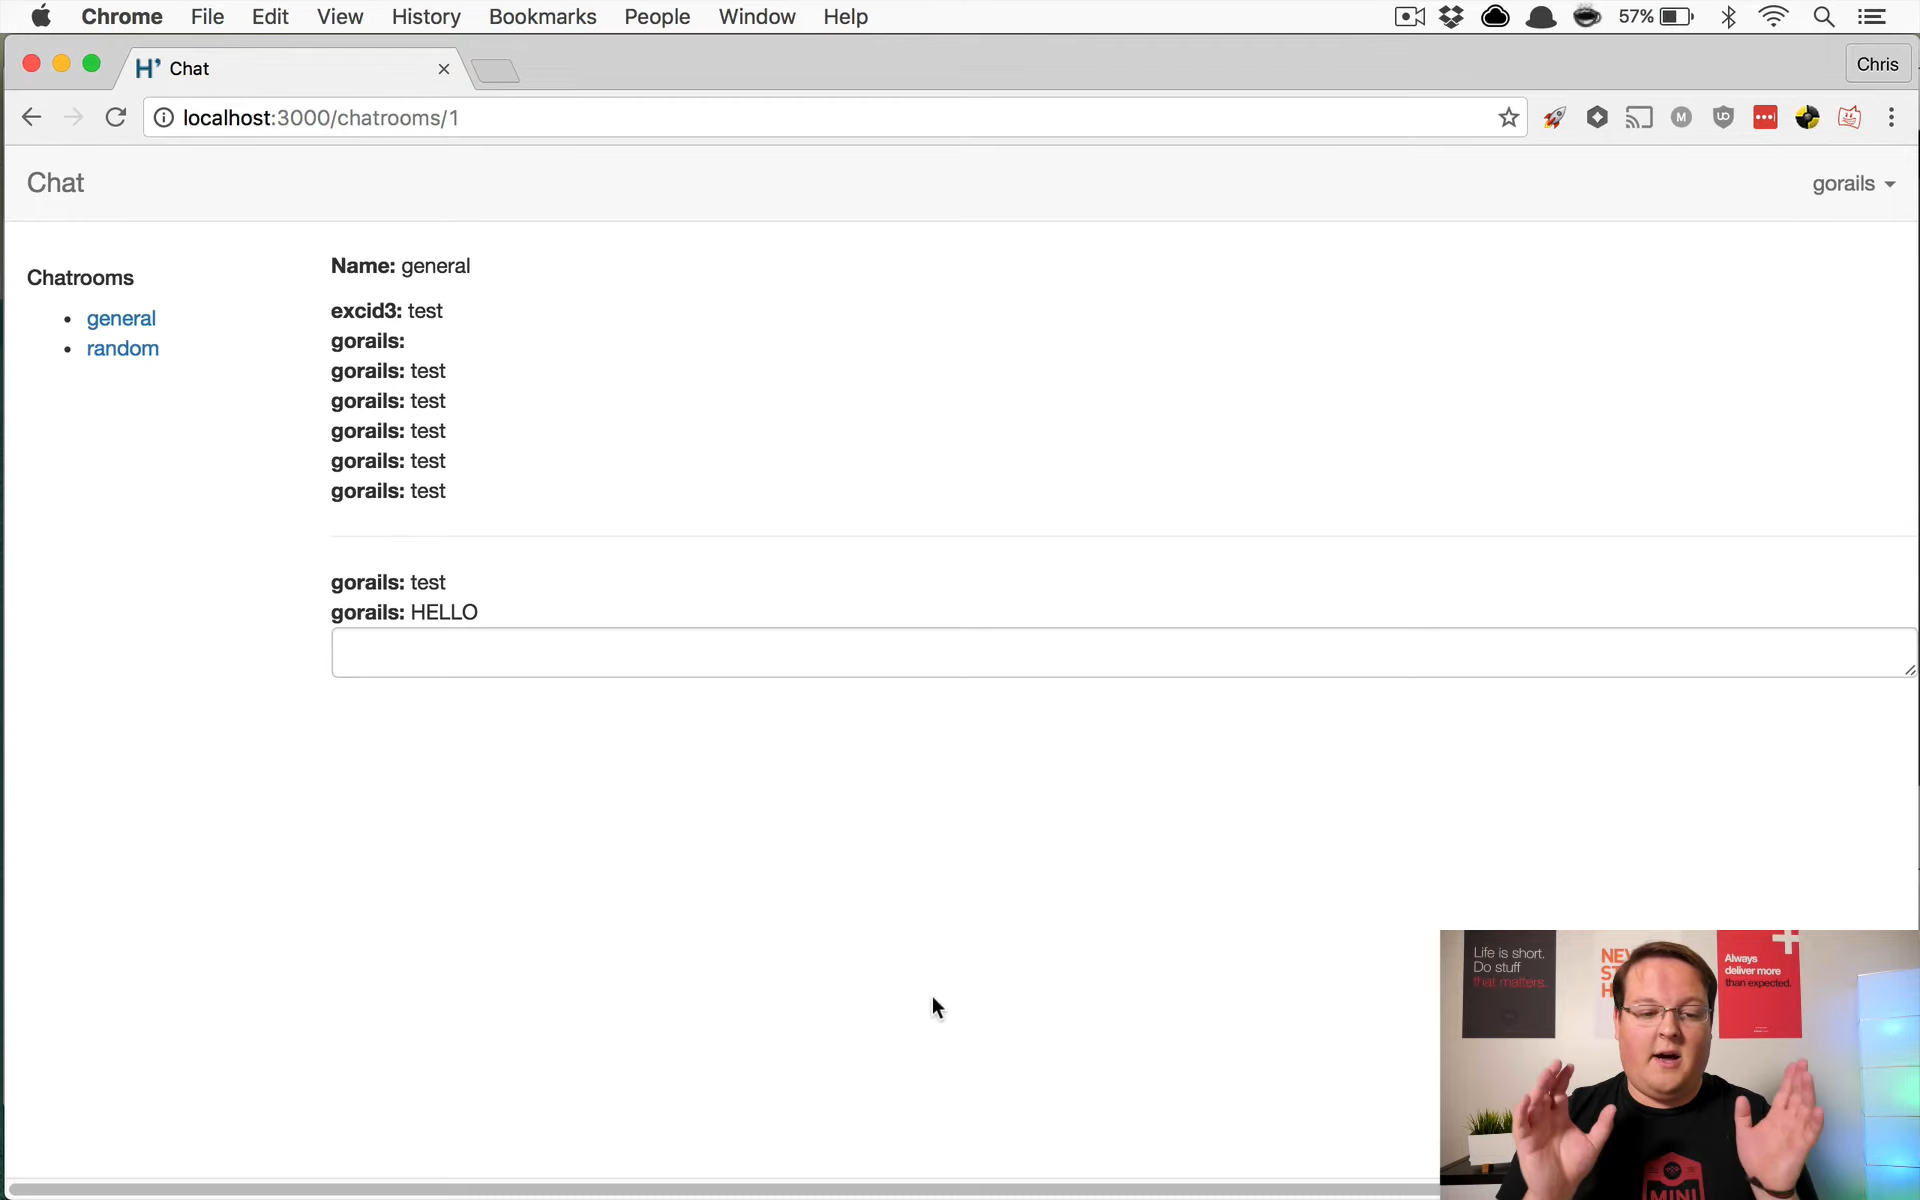 Chrome File Edit View History Bookmarks People Window Help 57%
H' Chat × Chris
localhost:3000/chatrooms/1
Chat gorails
Chatrooms
general
random
Name: general
excid3: test
gorails:
gorails: test
gorails: test
gorails: test
gorails: test
gorails: test
gorails: test
gorails: HELLO
Life is short.
Do stuff
that matters.
Always
deliver more
than expected.
MINI